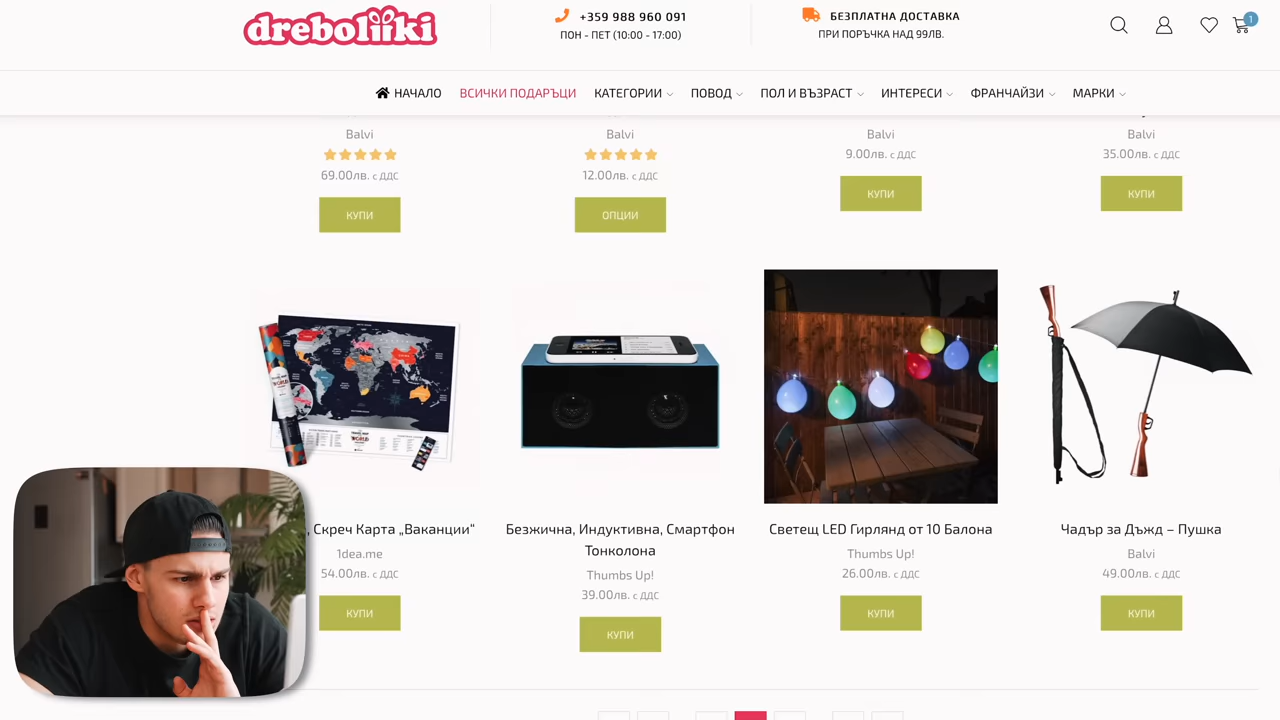 dreboliiki
+359 988 960 091
ПОН - ПЕТ (10:00 - 17:00)
БЕЗПЛАТНА ДОСТАВКА
ПРИ ПОРЪЧКА НАД 99ЛВ.
1
НАЧАЛО ВСИЧКИ ПОДАРЪЦИ КАТЕГОРИИ ПОВОД ПОЛ И ВЪЗРАСТ ИНТЕРЕСИ ФРАНЧАЙЗИ МАРКИ
Balvi
69.00лв. с ДДС
КУПИ
Balvi
12.00лв. с ДДС
ОПЦИИ
Balvi
9.00лв. с ДДС
КУПИ
Balvi
35.00лв. с ДДС
КУПИ
Скреч Карта „Ваканции“
1dea.me
54.00лв. с ДДС
КУПИ
Безжична, Индуктивна, Смартфон
Тонколона
Thumbs Up!
39.00лв. с ДДС
КУПИ
Светещ LED Гирлянд от 10 Балона
Thumbs Up!
26.00лв. с ДДС
КУПИ
Чадър за Дъжд – Пушка
Balvi
49.00лв. с ДДС
КУПИ